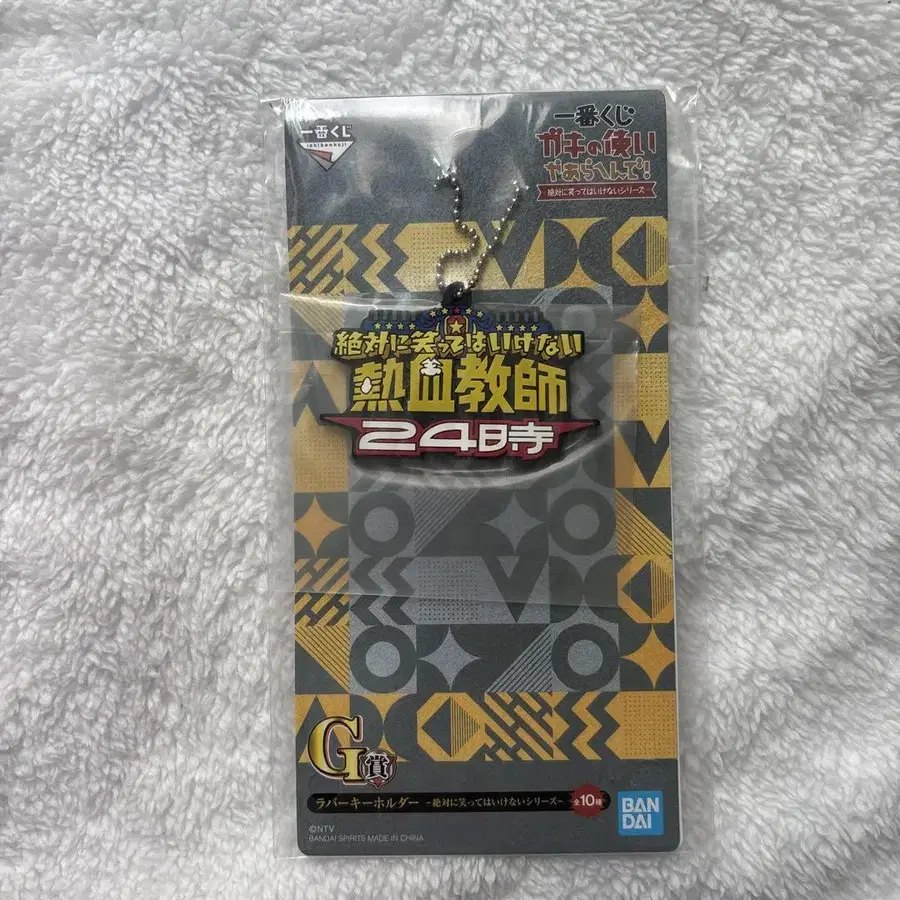 一番くじ
ichibankuji
一番くじ
ガキの使い
やあらへんで!
絶対に笑ってはいけないシリーズ
絶対に笑ってはいけない
熱血教師
24時
G賞
ラバーキーホルダー -絶対に笑ってはいけないシリーズ- 全10種
©NTV
BANDAI SPIRITS MADE IN CHINA
BAN
DAI